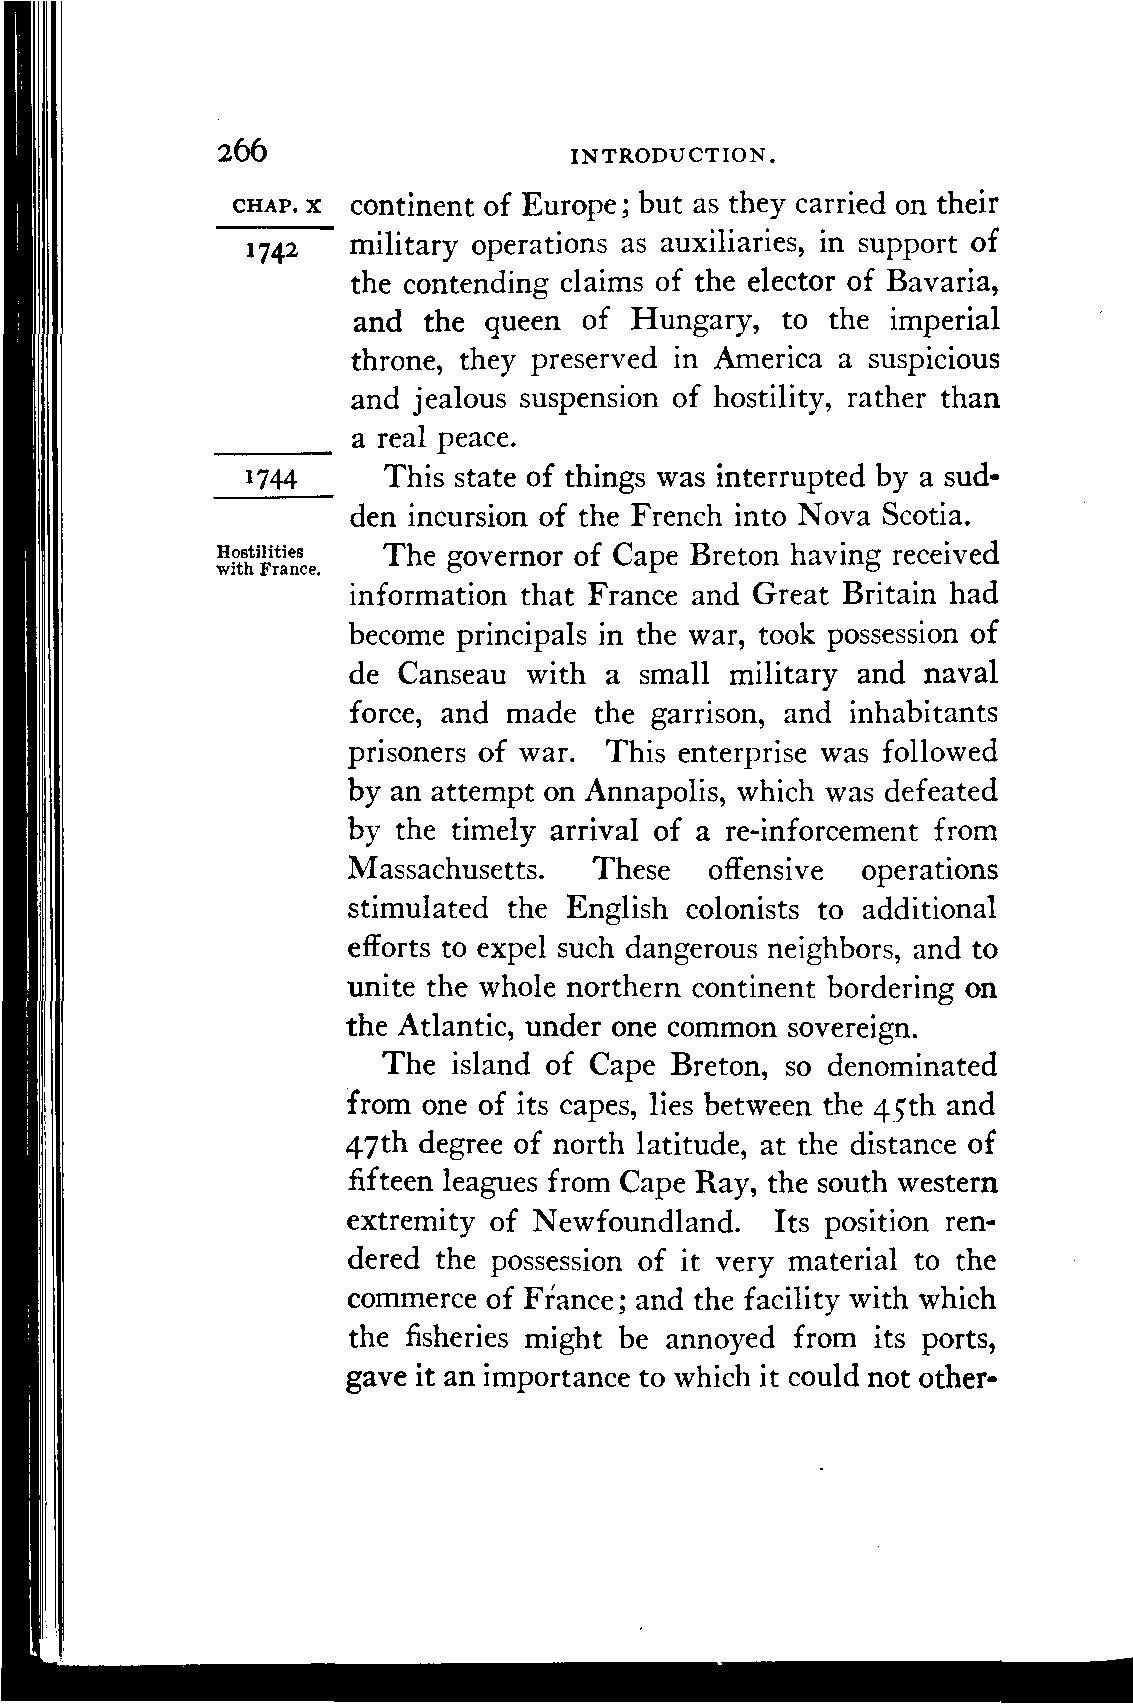 266 INTRODUCTION.
CHAP. X continent of Europe; but as they carried on their
1742 military operations as auxiliaries, in support of
the contending claims of the elector of Bavaria,
and the queen of Hungary, to the imperial
throne, they preserved in America a suspicious
and jealous suspension of hostility, rather than
a real peace.
1744 This state of things was interrupted by a sud-
den incursion of the French into Nova Scotia.
Hostilities
with France.
The governor of Cape Breton having received
information that France and Great Britain had
become principals in the war, took possession of
de Canseau with a small military and naval
force, and made the garrison, and inhabitants
prisoners of war. This enterprise was followed
by an attempt on Annapolis, which was defeated
by the timely arrival of a re-inforcement from
Massachusetts. These offensive operations
stimulated the English colonists to additional
efforts to expel such dangerous neighbors, and to
unite the whole northern continent bordering on
the Atlantic, under one common sovereign.
The island of Cape Breton, so denominated
from one of its capes, lies between the 45th and
47th degree of north latitude, at the distance of
fifteen leagues from Cape Ray, the south western
extremity of Newfoundland. Its position ren-
dered the possession of it very material to the
commerce of France; and the facility with which
the fisheries might be annoyed from its ports,
gave it an importance to which it could not other-